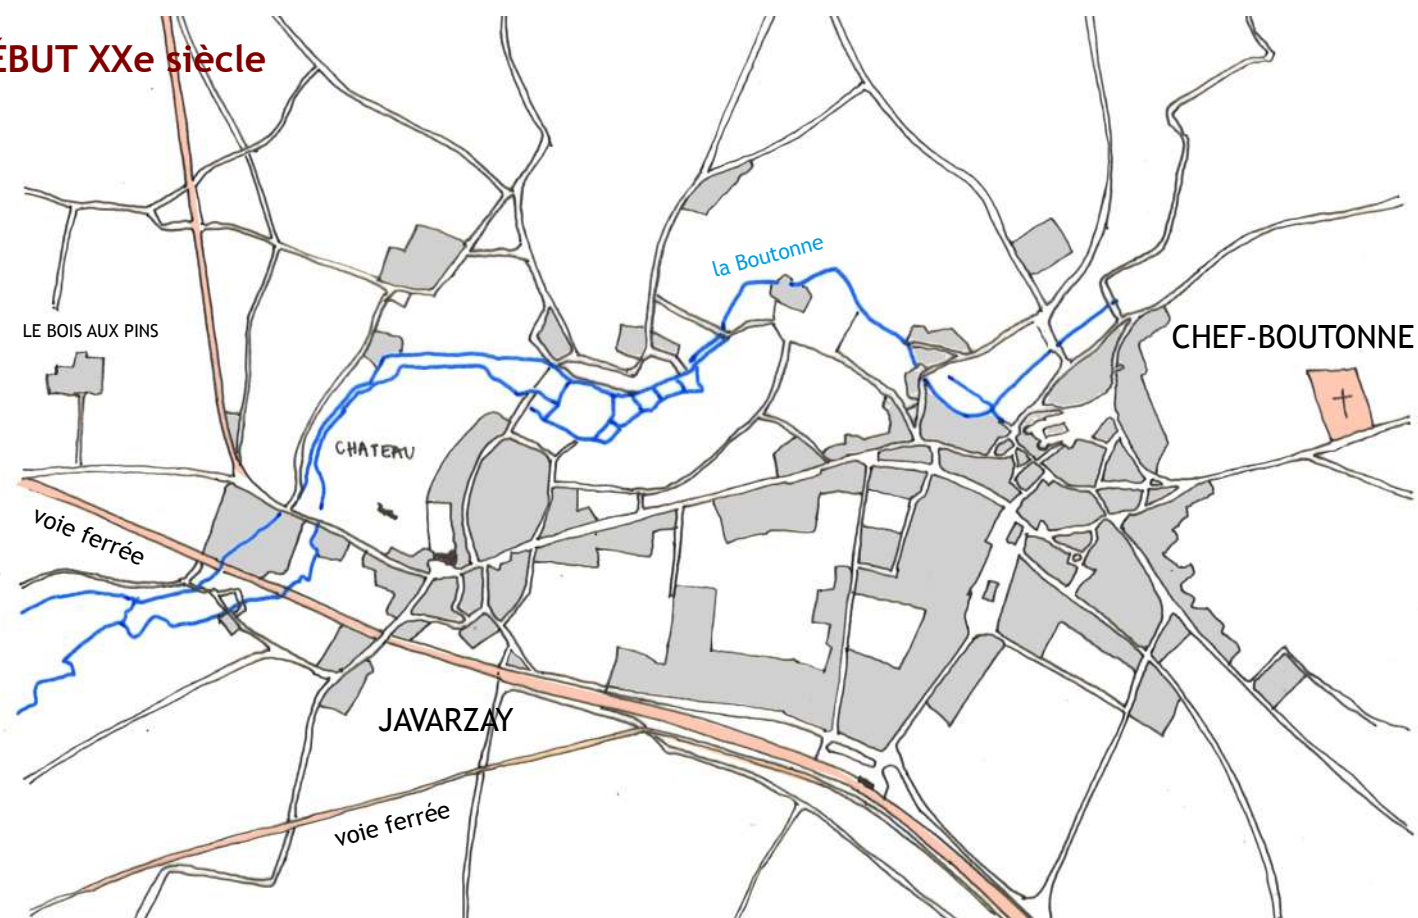 ÉBUT XXe siècle
la Boutonne
LE BOIS AUX PINS
CHEF-BOUTONNE
CHATEAU
voie ferrée
JAVARZAY
voie ferrée